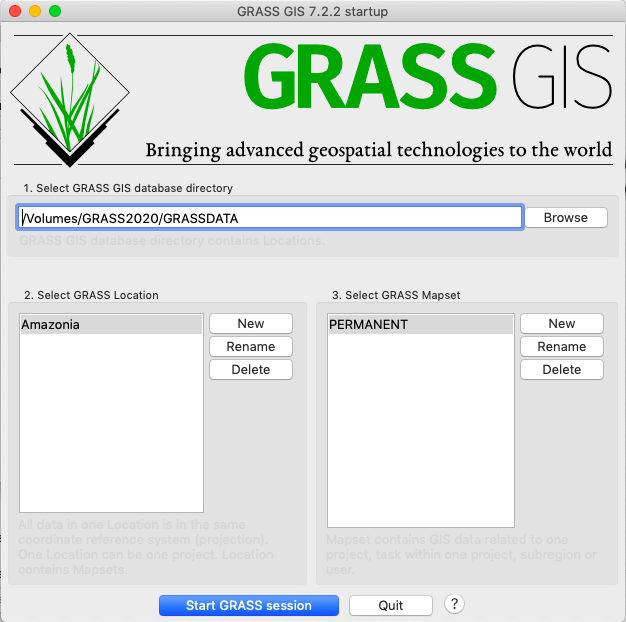 GRASS GIS 7.2.2 startup
GRASS GIS
Bringing advanced geospatial technologies to the world
1. Select GRASS GIS database directory
/Volumes/GRASS2020/GRASSDATA
Browse
GRASS GIS database directory contains Locations.
2. Select GRASS Location
Amazonia
New
Rename
Delete
All data in one Location is in the same
coordinate reference system (projection).
One Location can be one project. Location
contains Mapsets.
3. Select GRASS Mapset
PERMANENT
New
Rename
Delete
Mapset contains GIS data related to one
project, task within one project, subregion or
user.
Start GRASS session
Quit
?